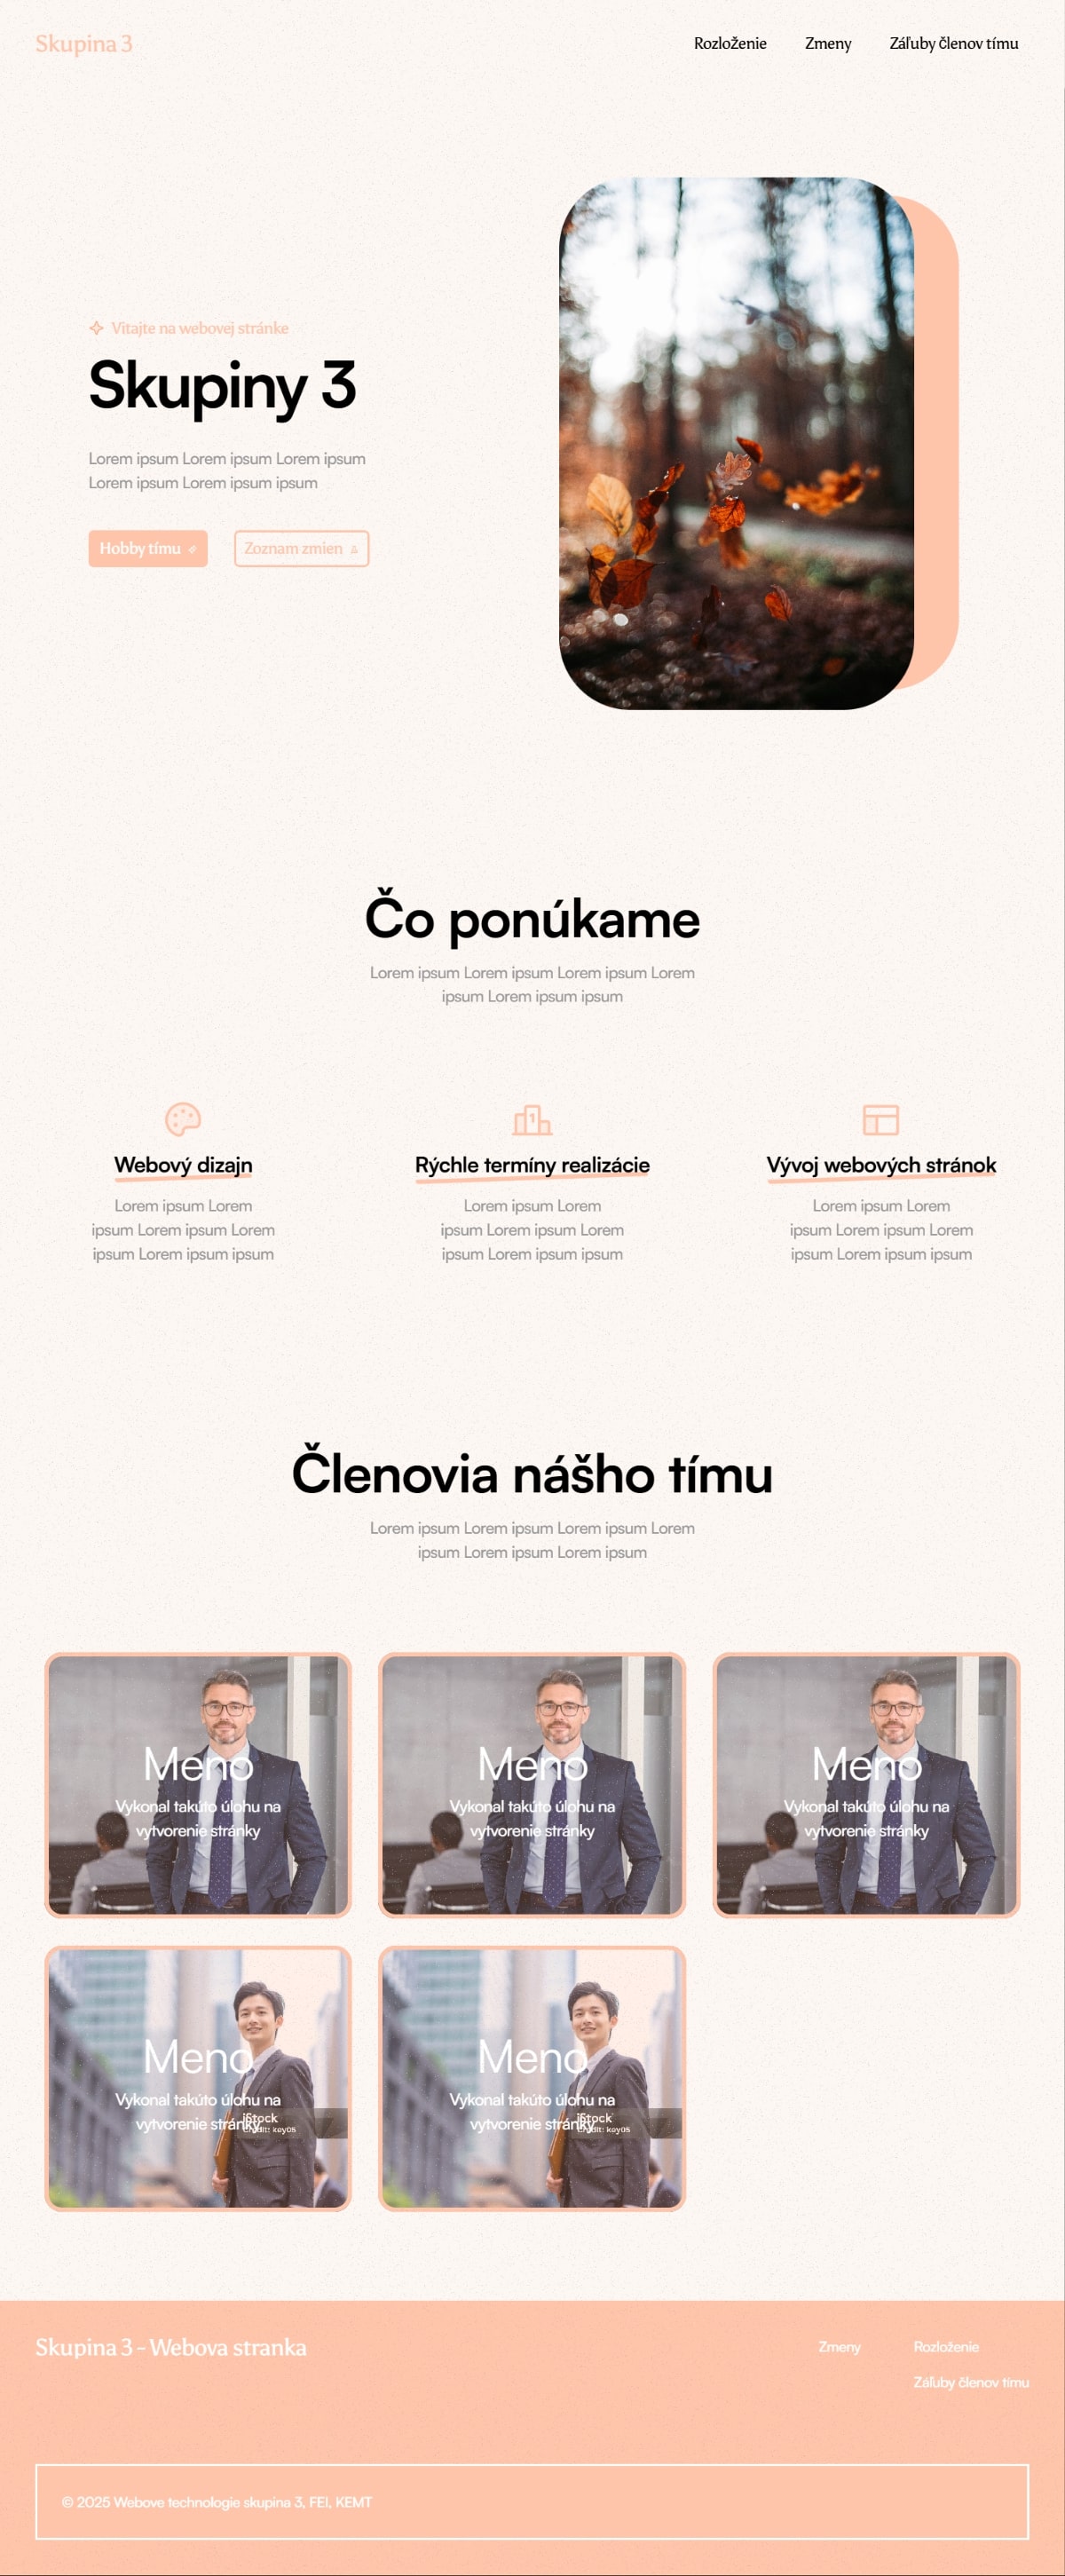 Skupina 3
Rozloženie Zmeny Záľuby členov tímu
Vitajte na webovej stránke
Skupiny 3
Lorem ipsum Lorem ipsum Lorem ipsum
Lorem ipsum Lorem ipsum ipsum
Hobby tímu Zoznam zmien
Čo ponúkame
Lorem ipsum Lorem ipsum Lorem ipsum Lorem
ipsum Lorem ipsum ipsum
Webový dizajn
Lorem ipsum Lorem
ipsum Lorem ipsum Lorem
ipsum Lorem ipsum ipsum
Rýchle termíny realizácie
Lorem ipsum Lorem
ipsum Lorem ipsum Lorem
ipsum Lorem ipsum ipsum
Vývoj webových stránok
Lorem ipsum Lorem
ipsum Lorem ipsum Lorem
ipsum Lorem ipsum ipsum
Členovia nášho tímu
Lorem ipsum Lorem ipsum Lorem ipsum Lorem
ipsum Lorem ipsum Lorem ipsum
Meno
Vykonal takúto úlohu na
vytvorenie stránky
Meno
Vykonal takúto úlohu na
vytvorenie stránky
Meno
Vykonal takúto úlohu na
vytvorenie stránky
Meno
Vykonal takúto úlohu na
vytvorenie stránky
iStock
Credit: key05
Meno
Vykonal takúto úlohu na
vytvorenie stránky
iStock
Credit: key05
Skupina 3 - Webova stranka
Zmeny Rozloženie
Záľuby členov tímu
© 2025 Webove technologie skupina 3, FEI, KEMT